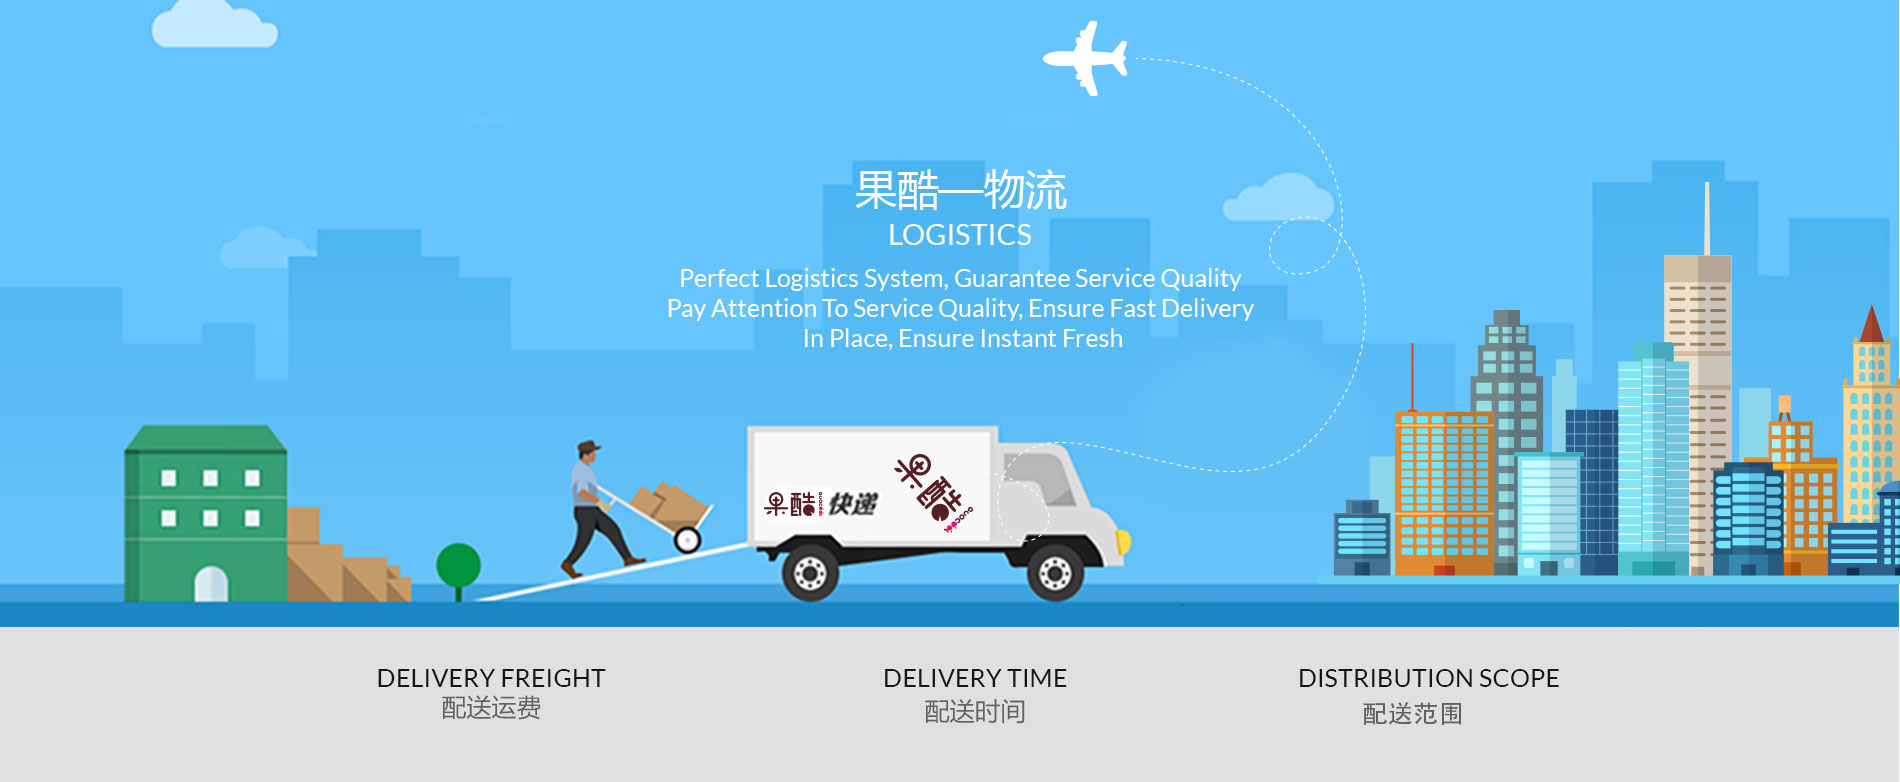 果酷—物流
LOGISTICS
Perfect Logistics System, Guarantee Service Quality
Pay Attention To Service Quality, Ensure Fast Delivery
In Place, Ensure Instant Fresh
果酷 快递
果酷
DELIVERY FREIGHT
配送运费
DELIVERY TIME
配送时间
DISTRIBUTION SCOPE
配送范围